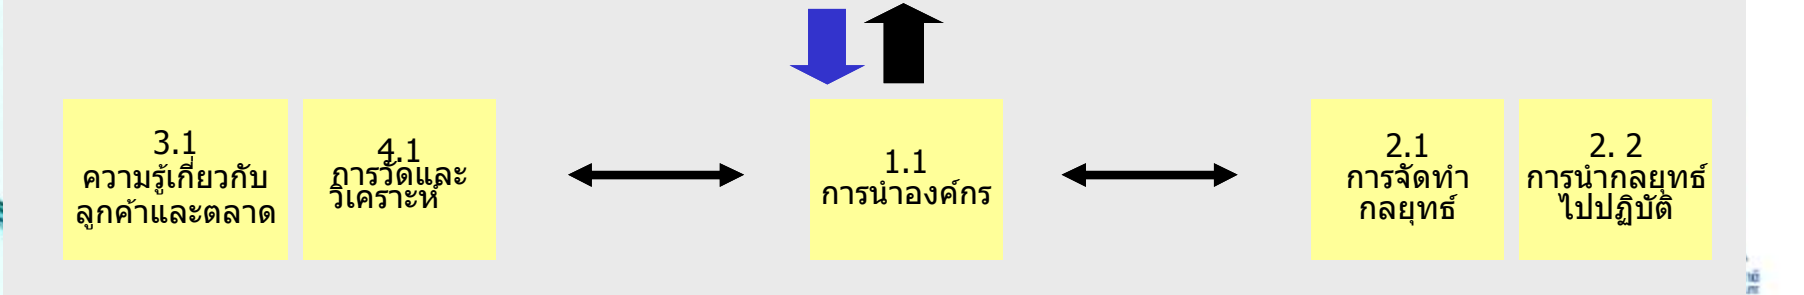 3.1
ความรู้เกี่ยวกับ
ลูกค้าและตลาด
4.1
การวัดและ
วิเคราะห์
1.1
การนำองค์กร
2.1
การจัดทำ
กลยุทธ์
2. 2
การนำกลยุทธ์
ไปปฏิบัติ